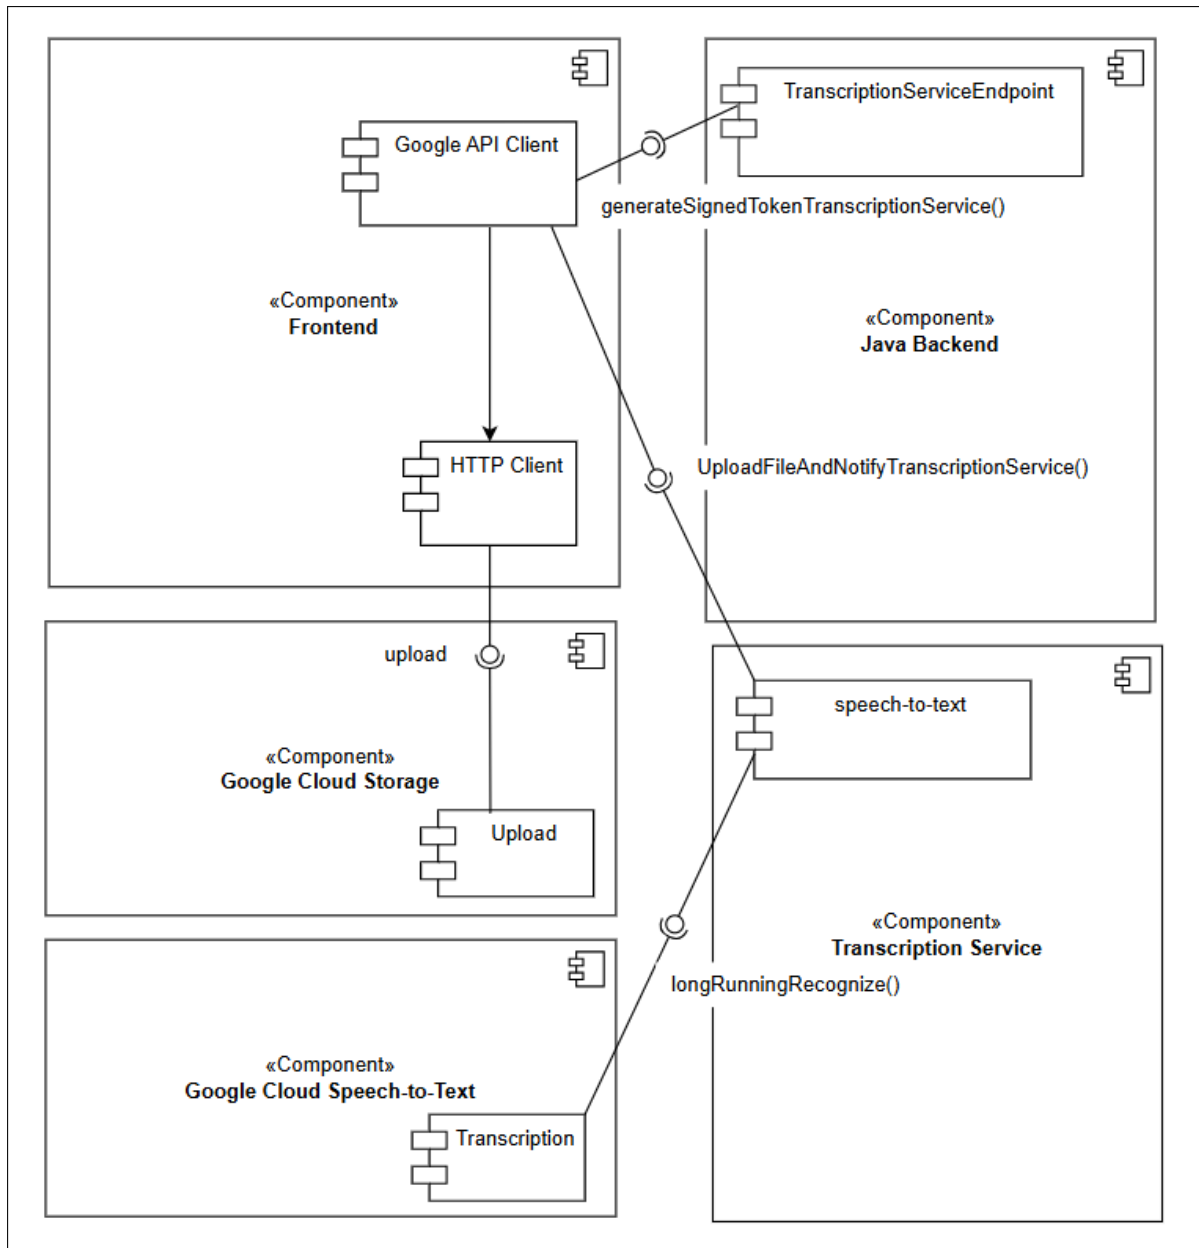 TranscriptionServiceEndpoint
Google API Client
generateSignedTokenTranscriptionService()
«Component»
Frontend
«Component»
Java Backend
HTTP Client
UploadFileAndNotifyTranscriptionService()
upload
speech-to-text
«Component»
Google Cloud Storage
Upload
«Component»
Transcription Service
longRunningRecognize()
«Component»
Google Cloud Speech-to-Text
Transcription